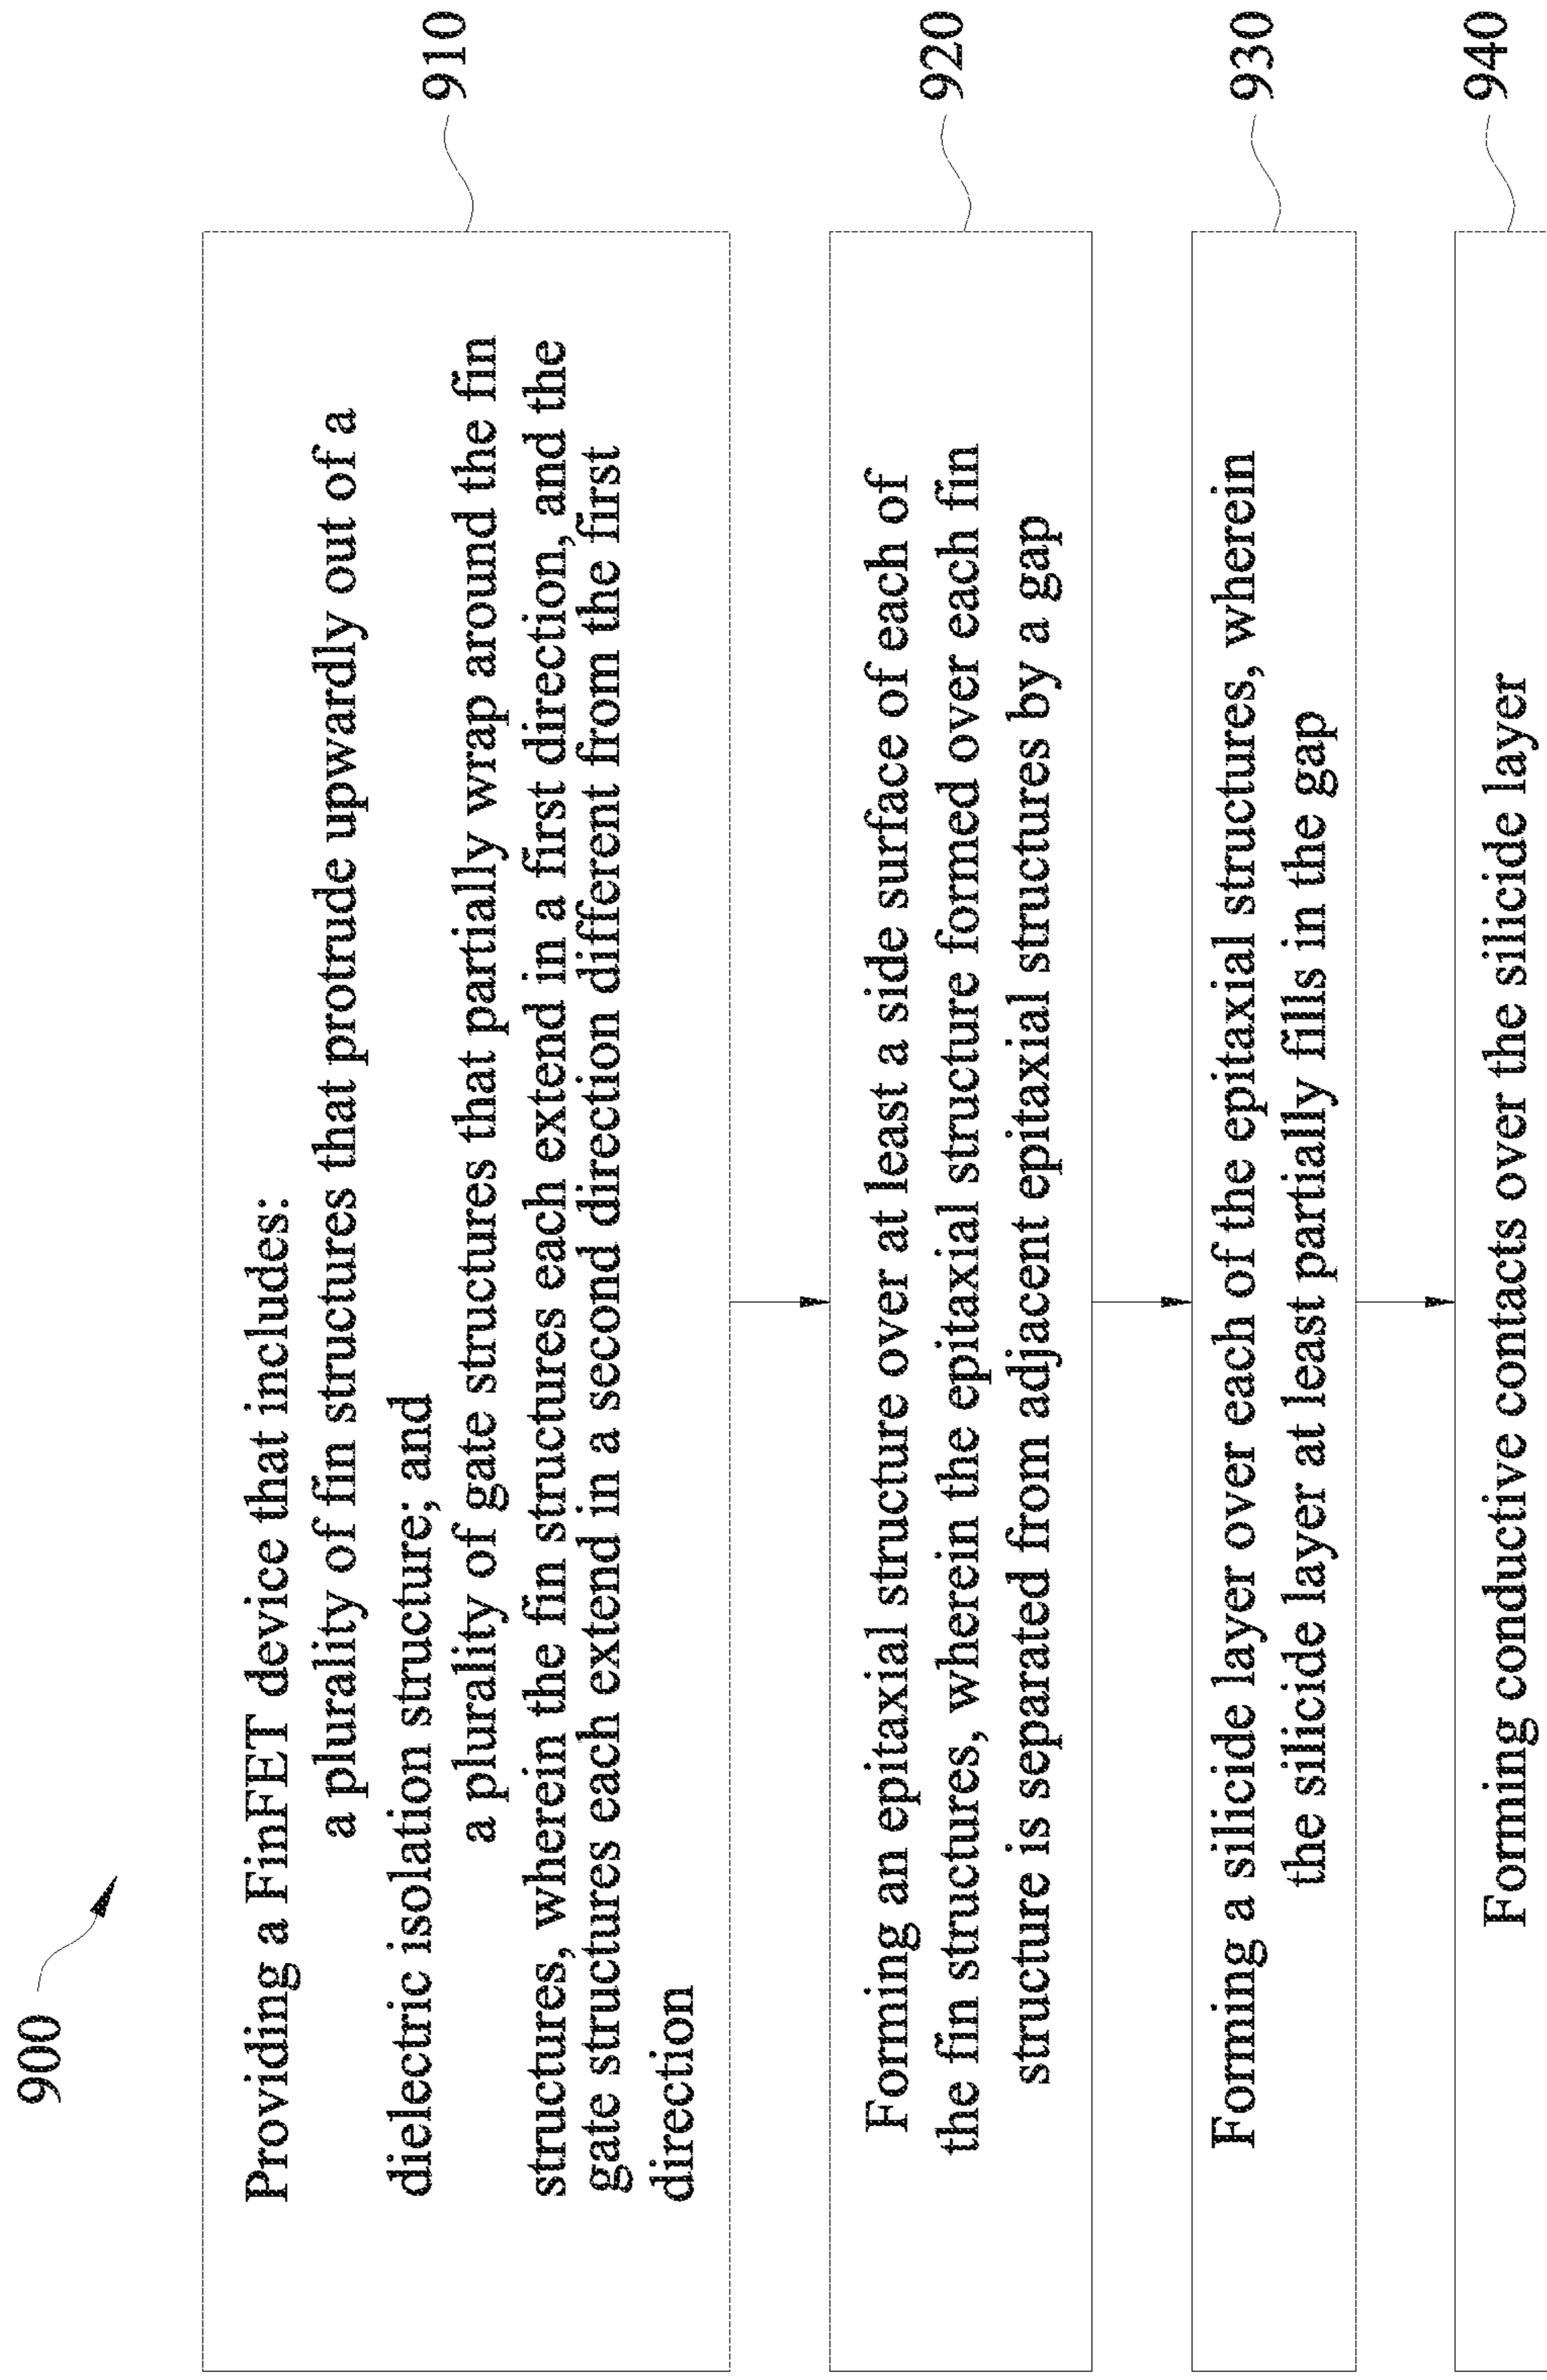 900
Providing a FinFET device that includes:
a plurality of fin structures that protrude upwardly out of a
dielectric isolation structure; and
a plurality of gate structures that partially wrap around the fin
structures, wherein the fin structures each extend in a first direction, and the
gate structures each extend in a second direction different from the first
direction
910
Forming an epitaxial structure over at least a side surface of each of
the fin structures, wherein the epitaxial structure formed over each fin
structure is separated from adjacent epitaxial structures by a gap
920
Forming a silicide layer over each of the epitaxial structures, wherein
the silicide layer at least partially fills in the gap
930
Forming conductive contacts over the silicide layer
940